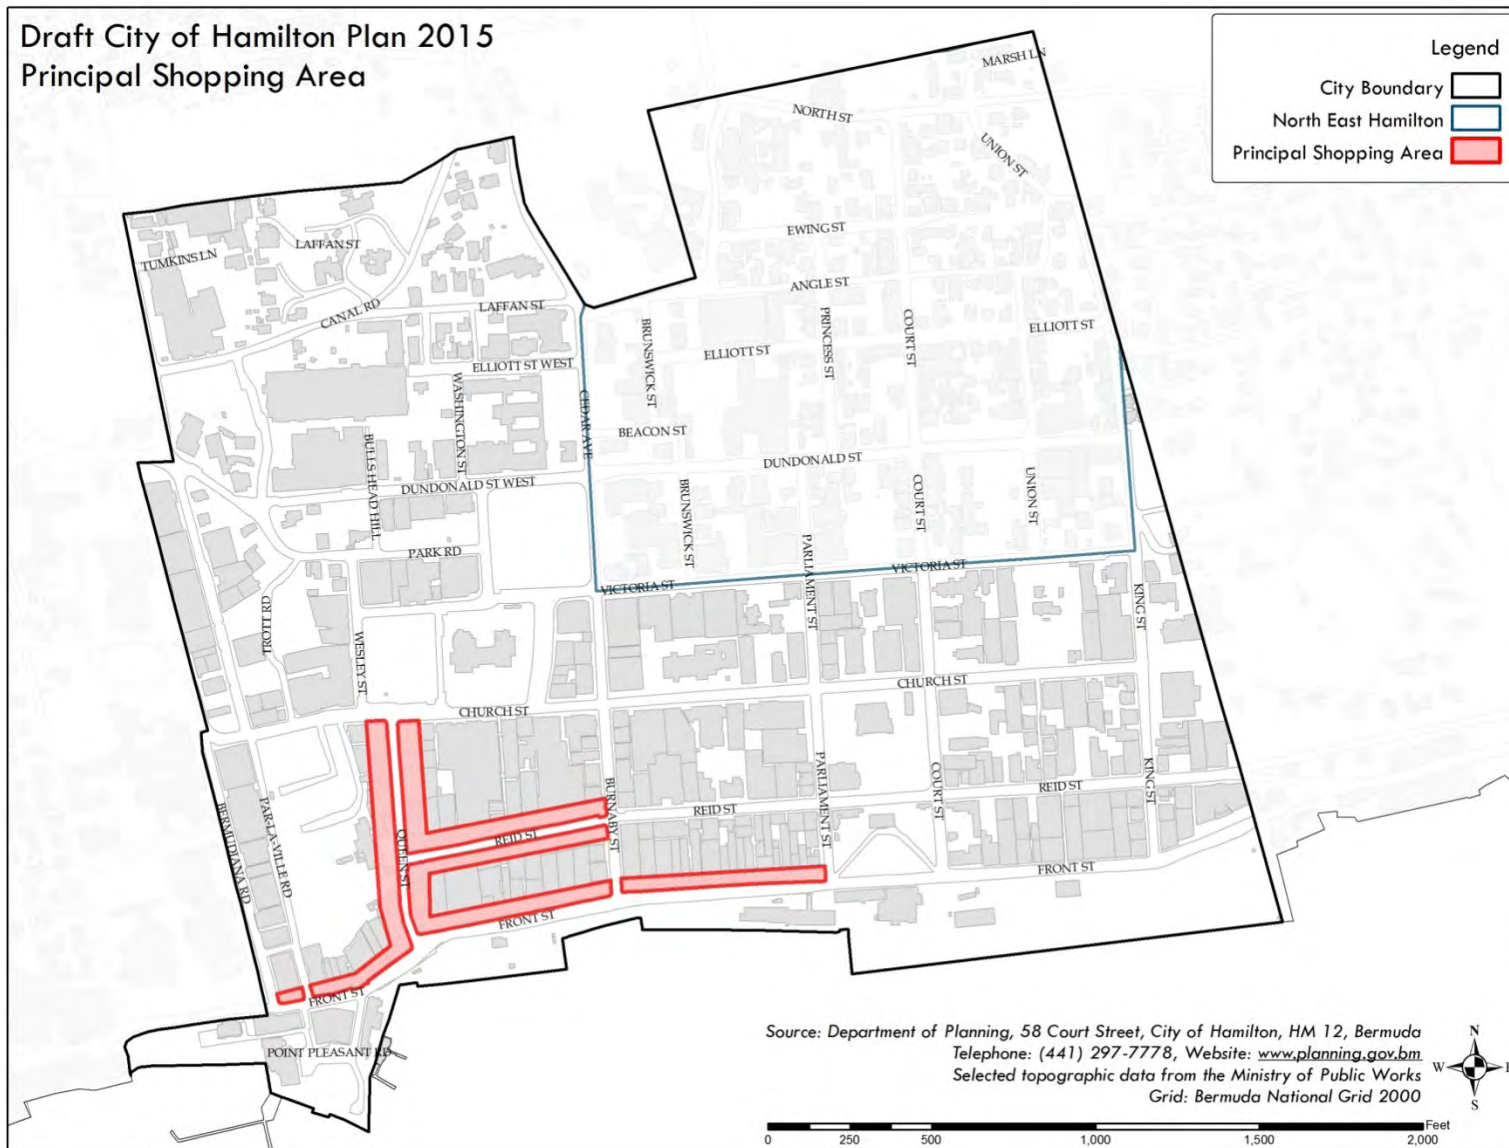 Draft City of Hamilton Plan 2015
Principal Shopping Area
Legend
City Boundary
North East Hamilton
Principal Shopping Area
MARSH LN
NORTH ST
UNION ST
EWING ST
LAFFAN ST
TUMKINS LN
ANGLE ST
LAFFAN ST
CANAL RD
BRUNSWICK ST
PRINCESS ST
COURT ST
ELLIOTT ST
ELLIOTT ST
ELLIOTT ST WEST
WASHINGTON ST
CEDAR AVE
BEACON ST
BULLS HEAD HILL
DUNDONALD ST
DUNDONALD ST WEST
BRUNSWICK ST
COURT ST
UNION ST
PARK RD
PARLIAMENT ST
VICTORIA ST
VICTORIA ST
KING ST
TROTT RD
WESLEY ST
CHURCH ST
CHURCH ST
BURNABY ST
PARLIAMENT ST
COURT ST
KING ST
REID ST
REID ST
REID ST
BERMUDIANA RD
PAR-LA-VILLE RD
QUEEN ST
FRONT ST
FRONT ST
FRONT ST
POINT PLEASANT RD
Source: Department of Planning, 58 Court Street, City of Hamilton, HM 12, Bermuda
Telephone: (441) 297-7778, Website: www.planning.gov.bm
Selected topographic data from the Ministry of Public Works
Grid: Bermuda National Grid 2000
N
W
E
S
Feet
0 250 500 1,000 1,500 2,000